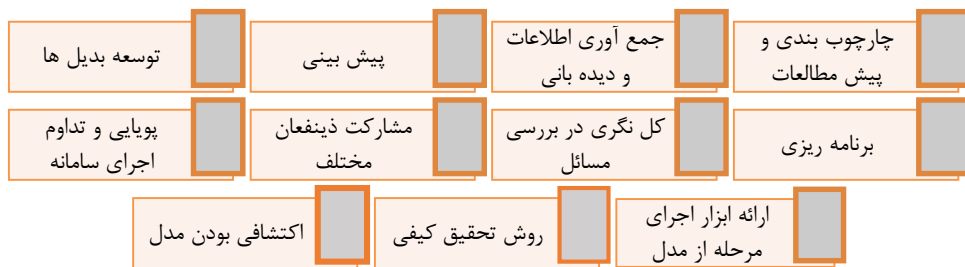 چارچوب بندی و
پیش مطالعات
جمع آوری اطلاعات
و دیده بانی
پیش بینی
توسعه بدیل ها
برنامه ریزی
کل نگری در بررسی
مسائل
مشارکت ذینفعان
مختلف
پویایی و تداوم
اجرای سامانه
ارائه ابزار اجرای
مرحله از مدل
روش تحقیق کیفی
اکتشافی بودن مدل